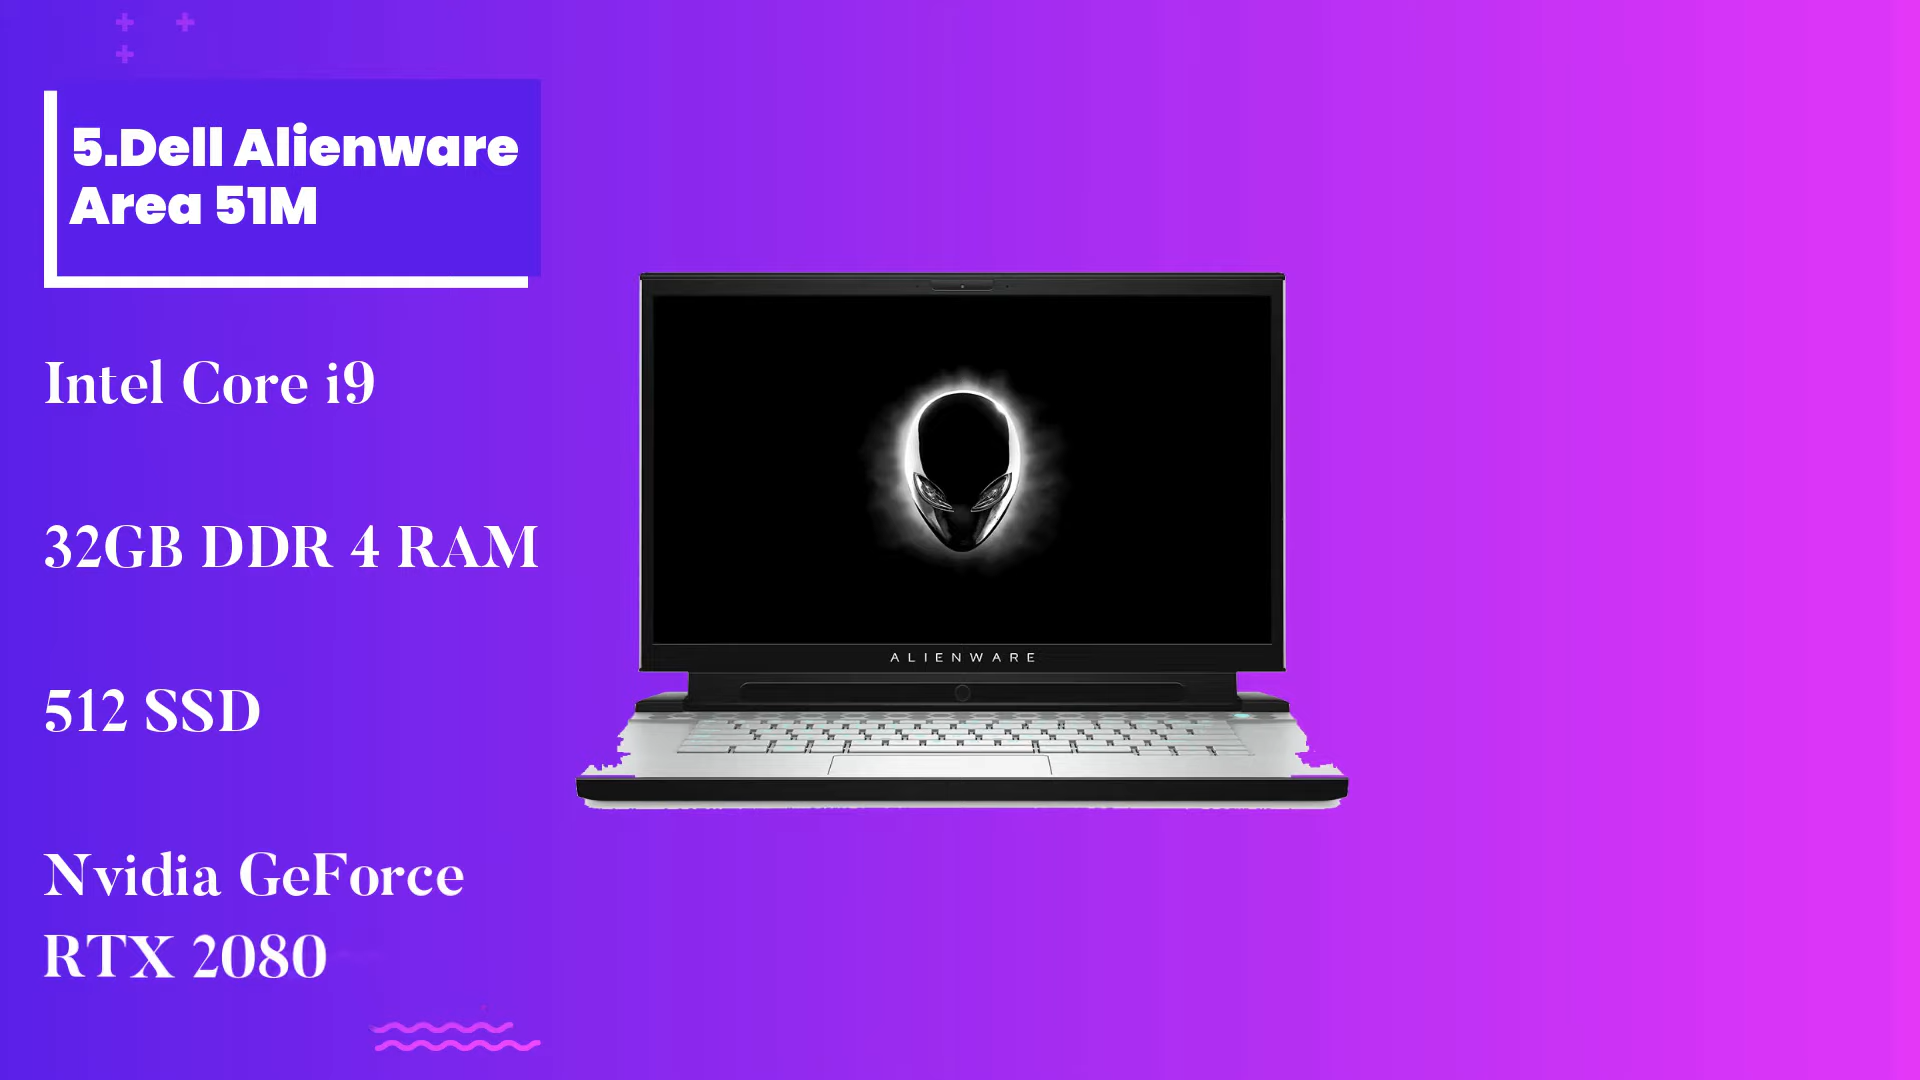 5.Dell Alienware
Area 51M
Intel Core i9
32GB DDR 4 RAM
512 SSD
Nvidia GeForce
RTX 2080
ALIENWARE